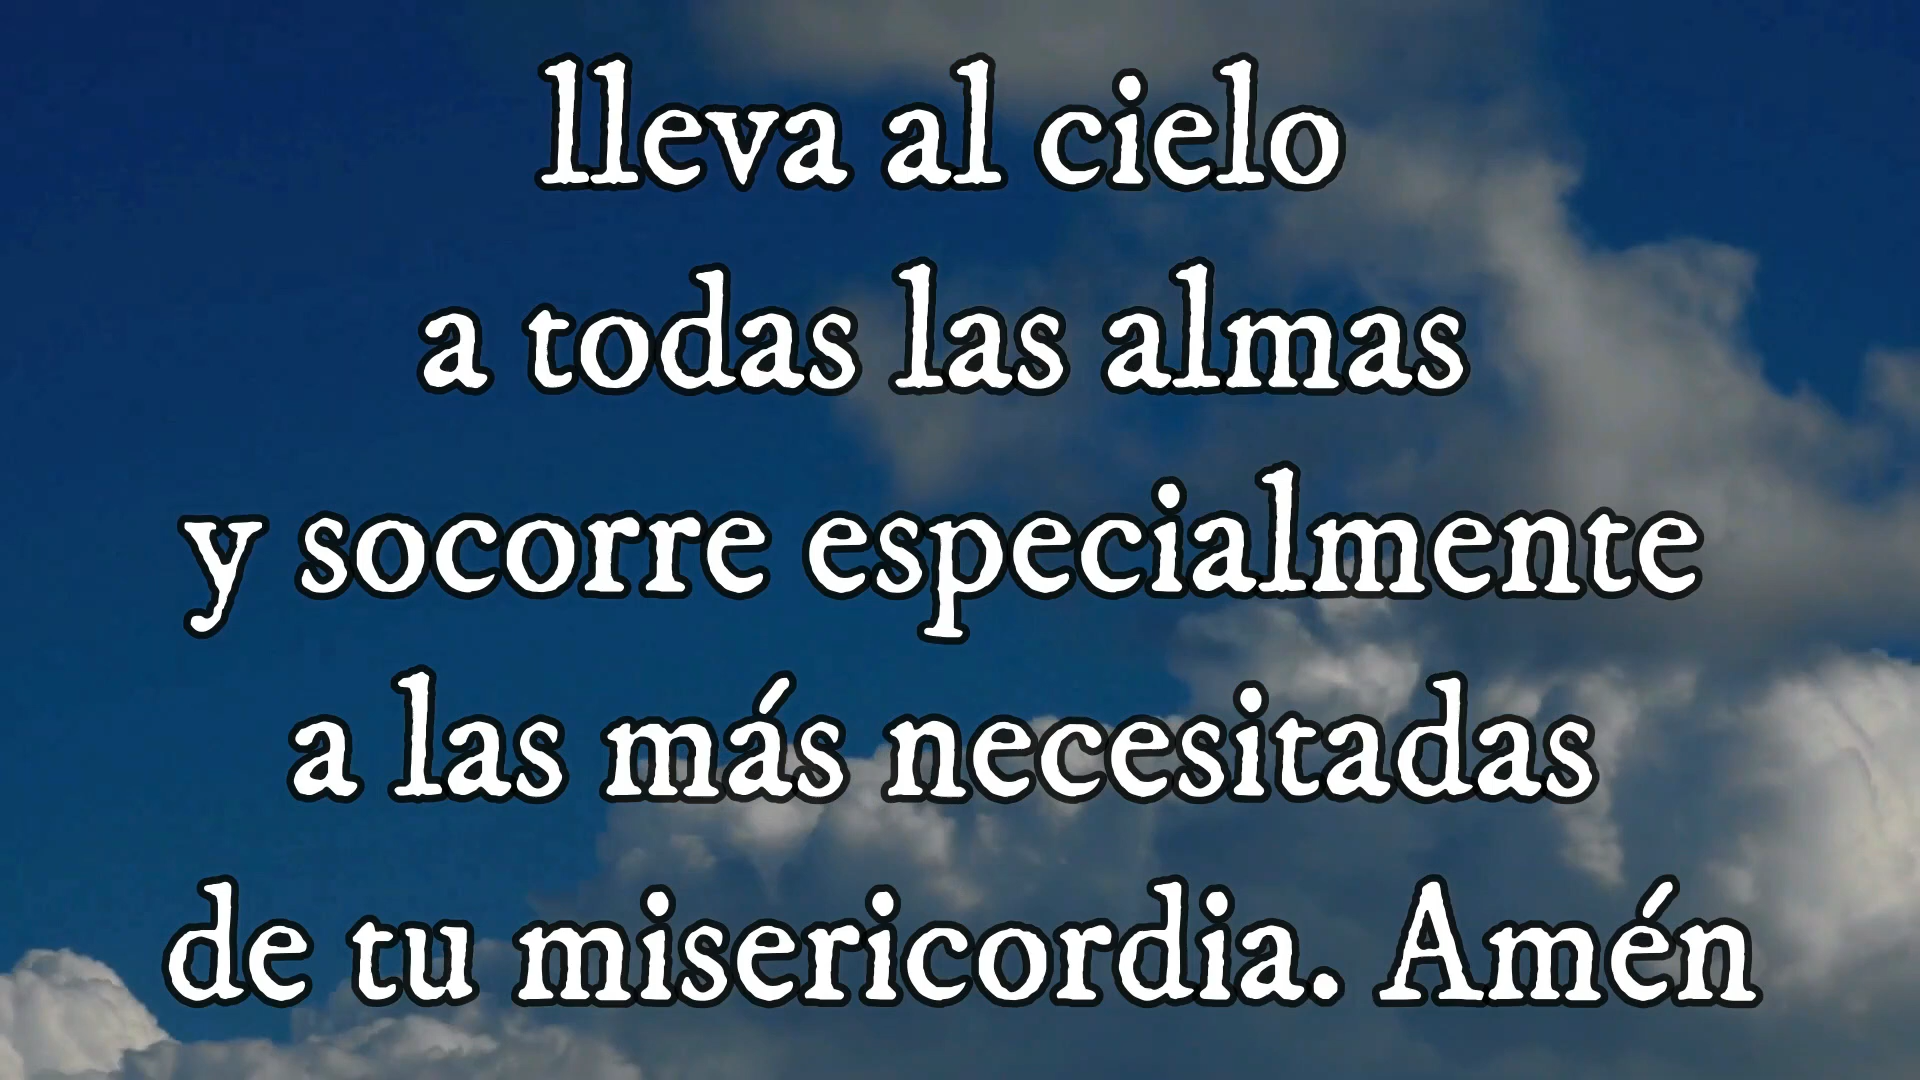 lleva al cielo
a todas las almas
y socorre especialmente
a las más necesitadas
de tu misericordia. Amén